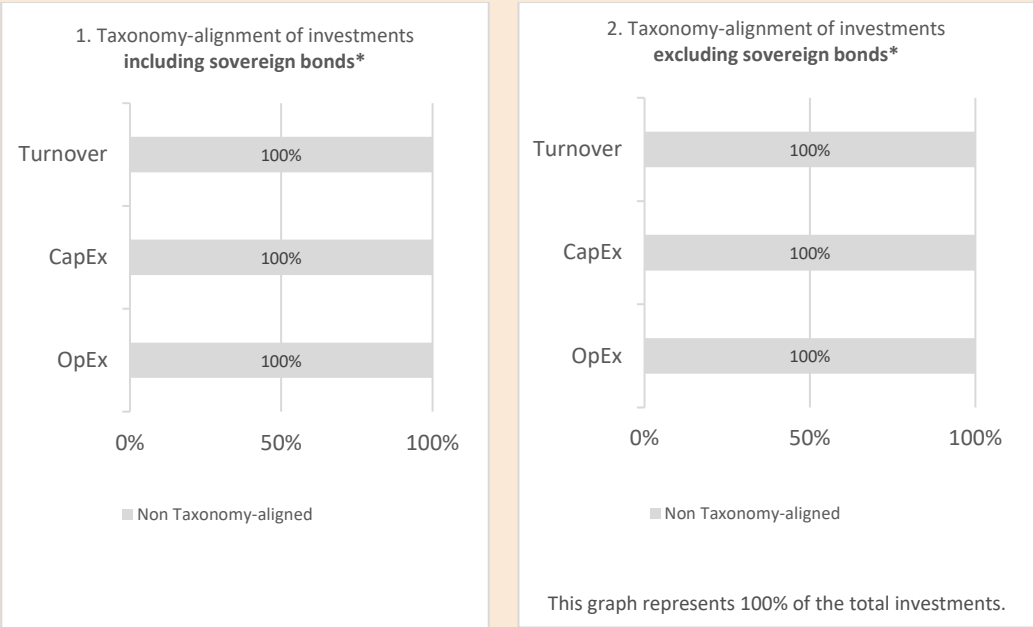 1. Taxonomy-alignment of investments
including sovereign bonds*
Turnover
100%
CapEx
100%
OpEx
100%
0%
50%
100%
Non Taxonomy-aligned
2. Taxonomy-alignment of investments
excluding sovereign bonds*
Turnover
100%
CapEx
100%
OpEx
100%
0%
50%
100%
Non Taxonomy-aligned
This graph represents 100% of the total investments.